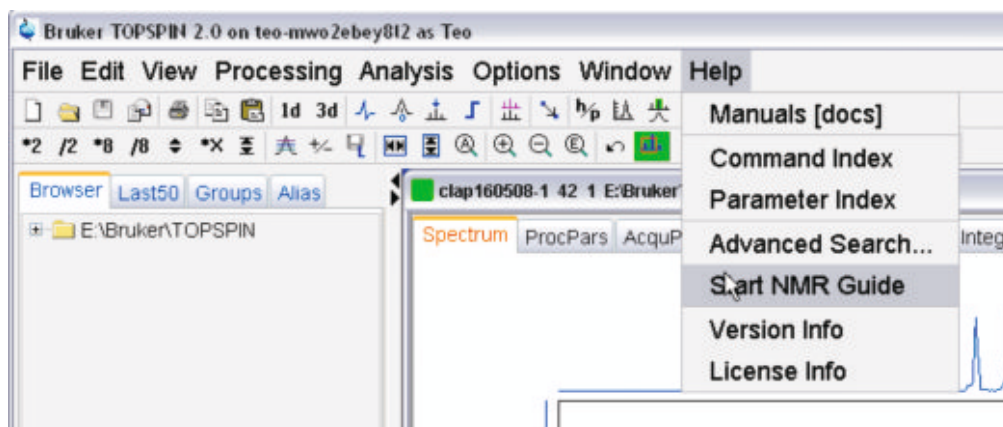 Bruker TOPSPIN 2.0 on teo-mwo2ebey8l2 as Teo
File Edit View Processing Analysis Options Window Help
1d 3d h/p
*2 /2 *8 /8 *X
Manuals [docs]
Command Index
Parameter Index
Advanced Search...
Start NMR Guide
Version Info
License Info
Browser Last50 Groups Alias
E:\Bruker\TOPSPIN
clap160508-1 42 1 E:\Bruker
Spectrum ProcPars AcquP Integ